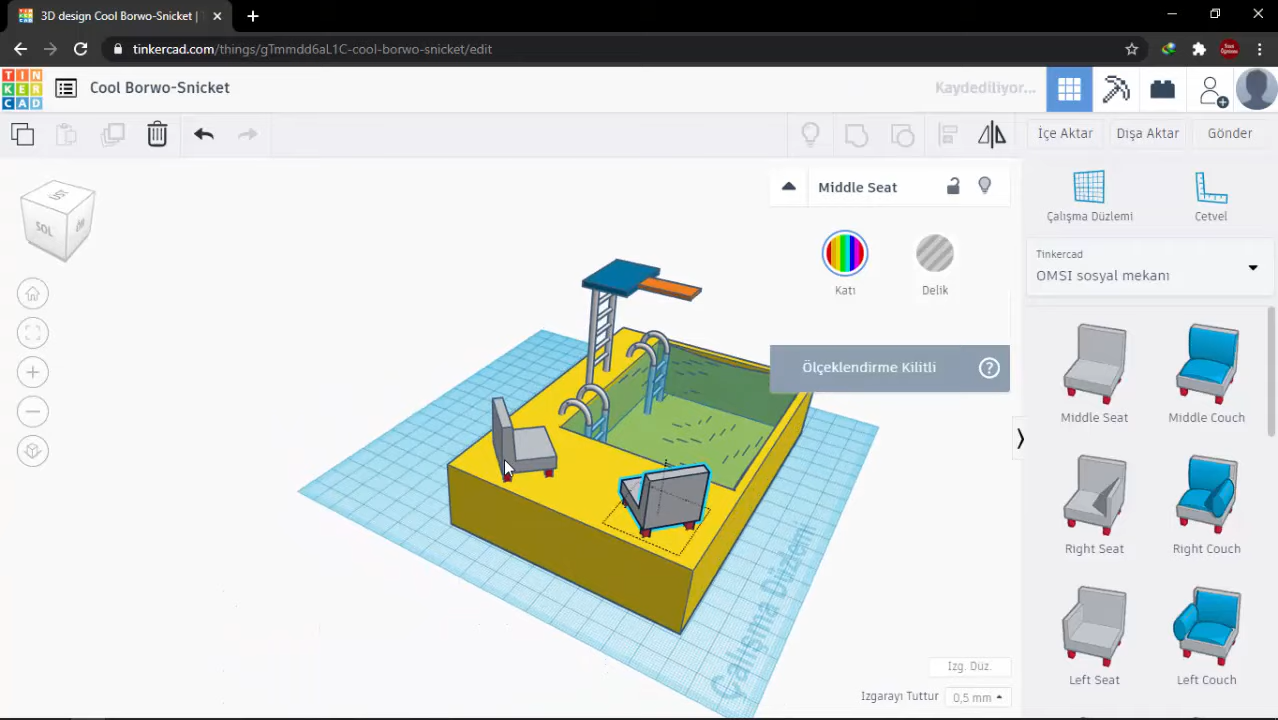 3D design Cool Borwo-Snicket |
tinkercad.com/things/gTmmdd6aL1C-cool-borwo-snicket/edit
TIN
KER
CAD
Cool Borwo-Snicket
Kaydediliyor...
İçe Aktar
Dışa Aktar
Gönder
Middle Seat
Katı
Delik
Ölçeklendirme Kilitli
?
Çalışma Düzlemi
Cetvel
Tinkercad
OMSI sosyal mekanı
Middle Seat
Middle Couch
Right Seat
Right Couch
Left Seat
Left Couch
ÜST
SOL
Çalışma Düzlemi
Izg. Düz.
Izgarayı Tuttur
0,5 mm